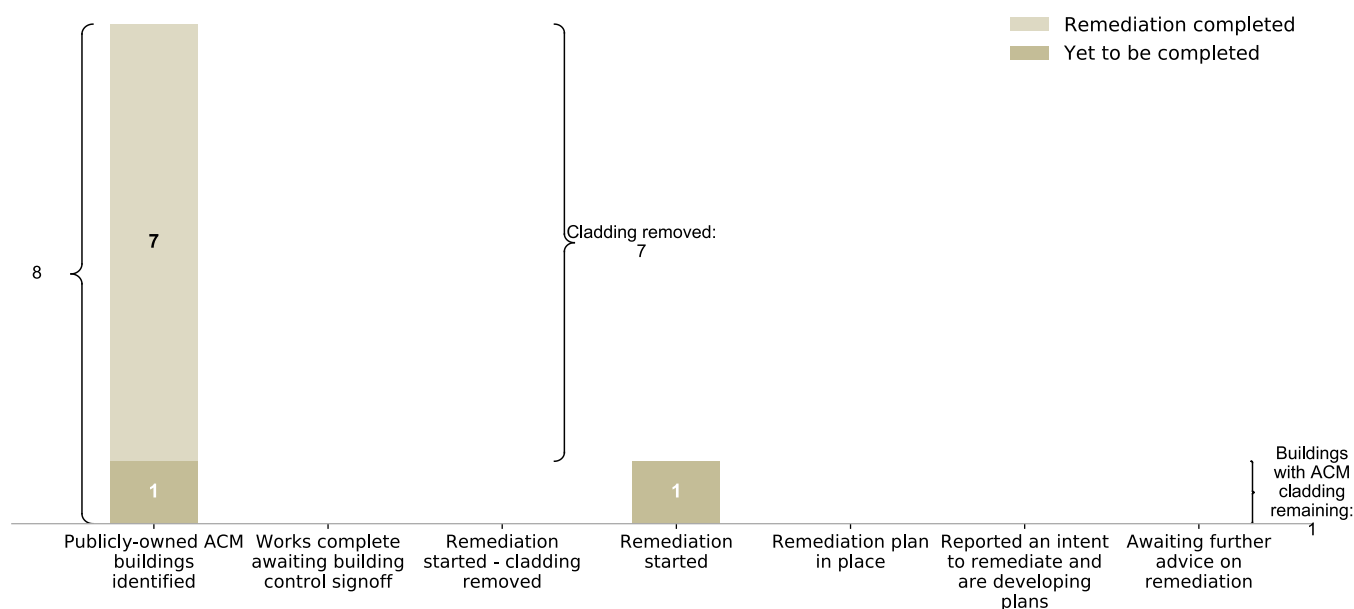 Remediation completed
Yet to be completed
7
8
Cladding removed:
7
1
1
Buildings
with ACM
cladding
remaining:
1
Publicly-owned ACM
buildings
identified
Works complete
awaiting building
control signoff
Remediation
started - cladding
removed
Remediation
started
Remediation plan
in place
Reported an intent
to remediate and
are developing
plans
Awaiting further
advice on
remediation